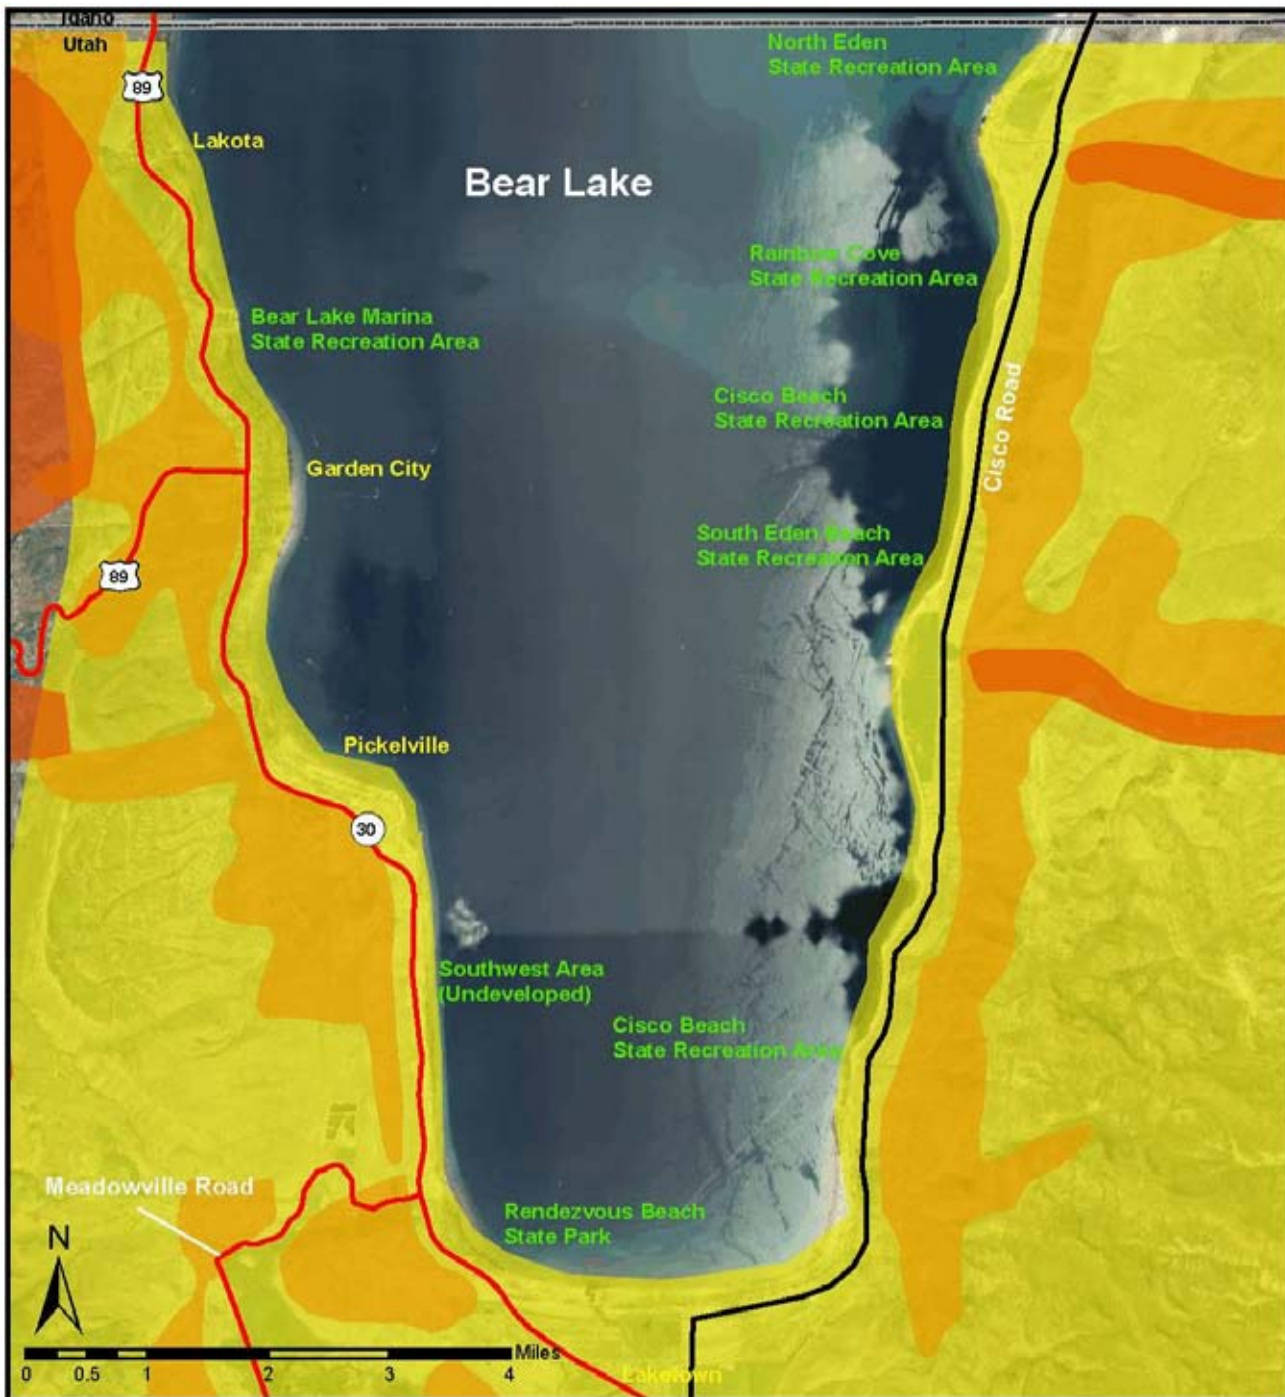 Idaho
Utah
89
North Eden
State Recreation Area
Lakota
Bear Lake
Rainbow Cove
State Recreation Area
Bear Lake Marina
State Recreation Area
Cisco Beach
State Recreation Area
Cisco Road
Garden City
South Eden Beach
State Recreation Area
89
Pickelville
30
Southwest Area
(Undeveloped)
Cisco Beach
State Recreation Area
Meadowville Road
Rendezvous Beach
State Park
N
Miles
0 0.5 1 2 3 4
Laketown